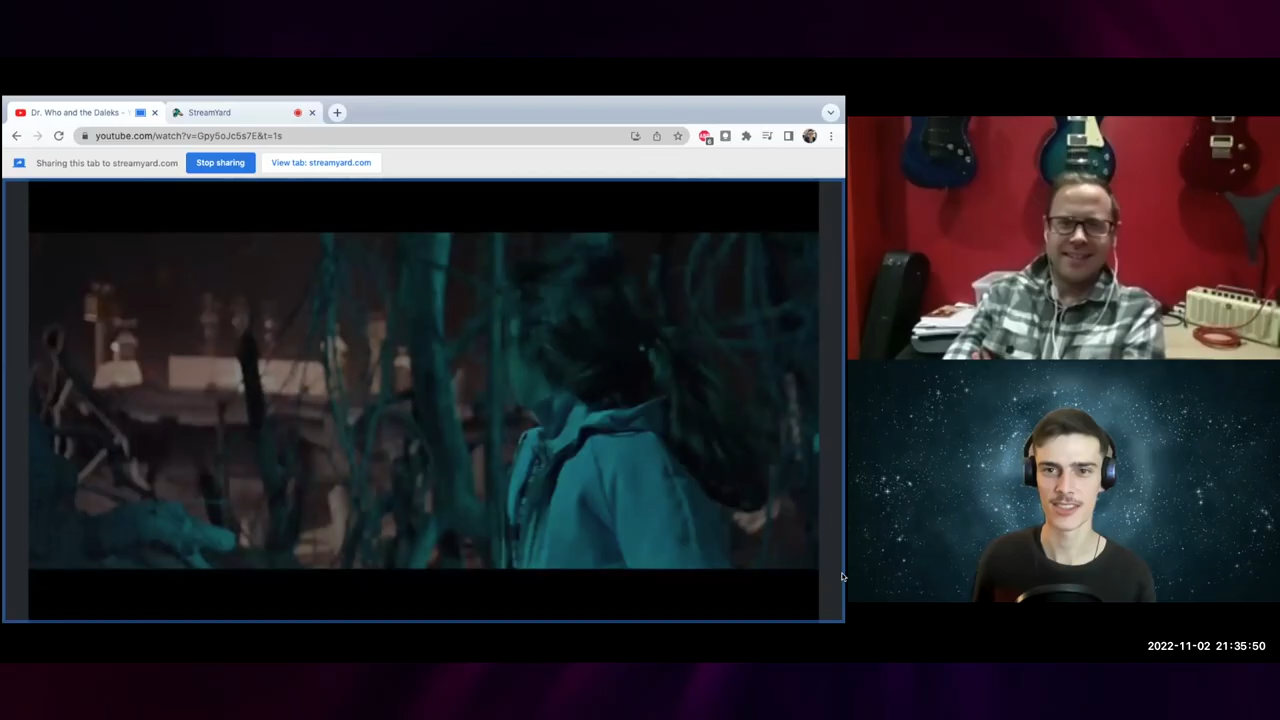 Dr. Who and the Daleks -
StreamYard
youtube.com/watch?v=Gpy5oJc5s7E&t=1s
6
Sharing this tab to streamyard.com
Stop sharing
View tab: streamyard.com
2022-11-02 21:35:50